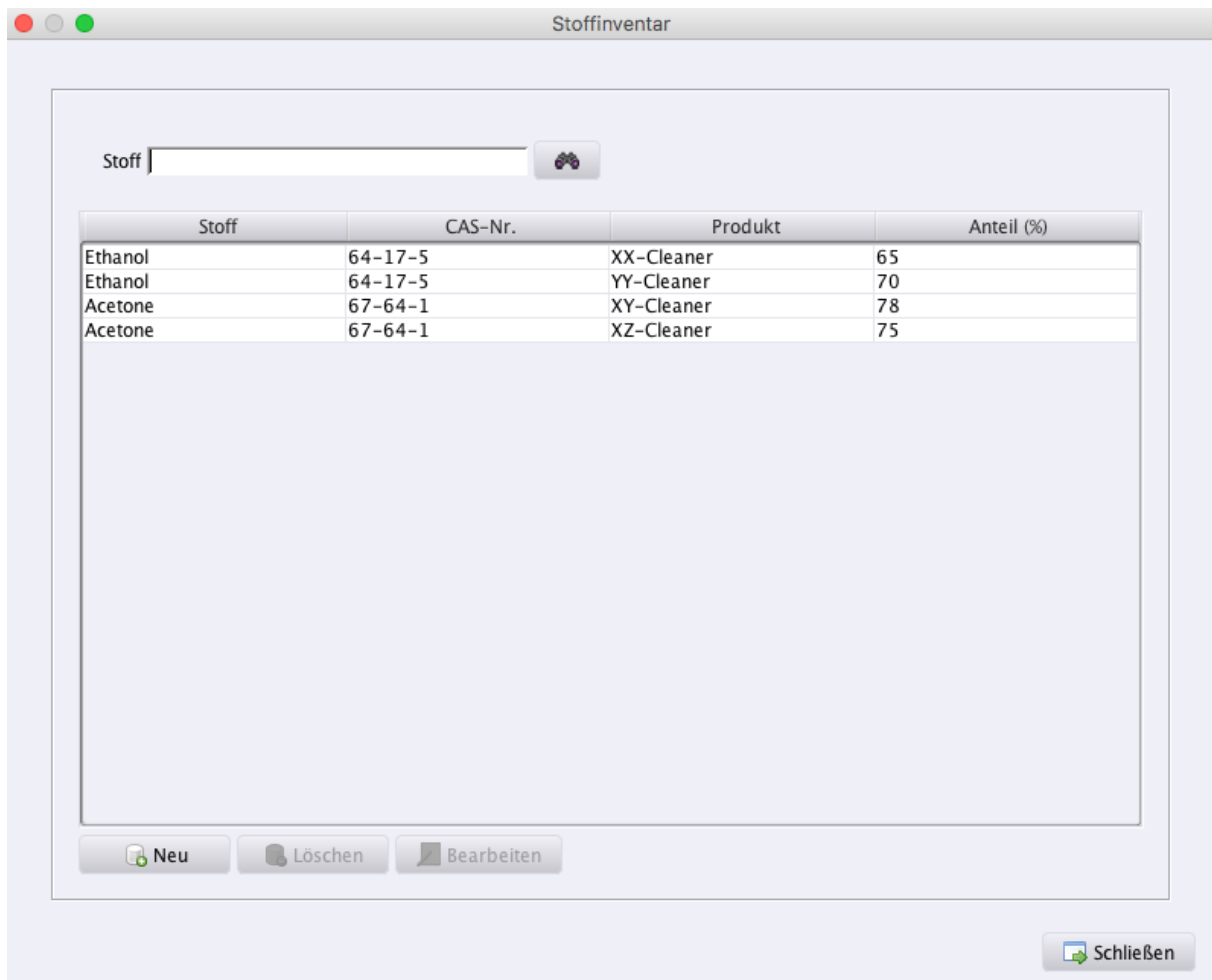 Stoffinventar
Stoff
Stoff CAS-Nr. Produkt Anteil (%)
Ethanol 64-17-5 XX-Cleaner 65
Ethanol 64-17-5 YY-Cleaner 70
Acetone 67-64-1 XY-Cleaner 78
Acetone 67-64-1 XZ-Cleaner 75
Neu Löschen Bearbeiten
Schließen